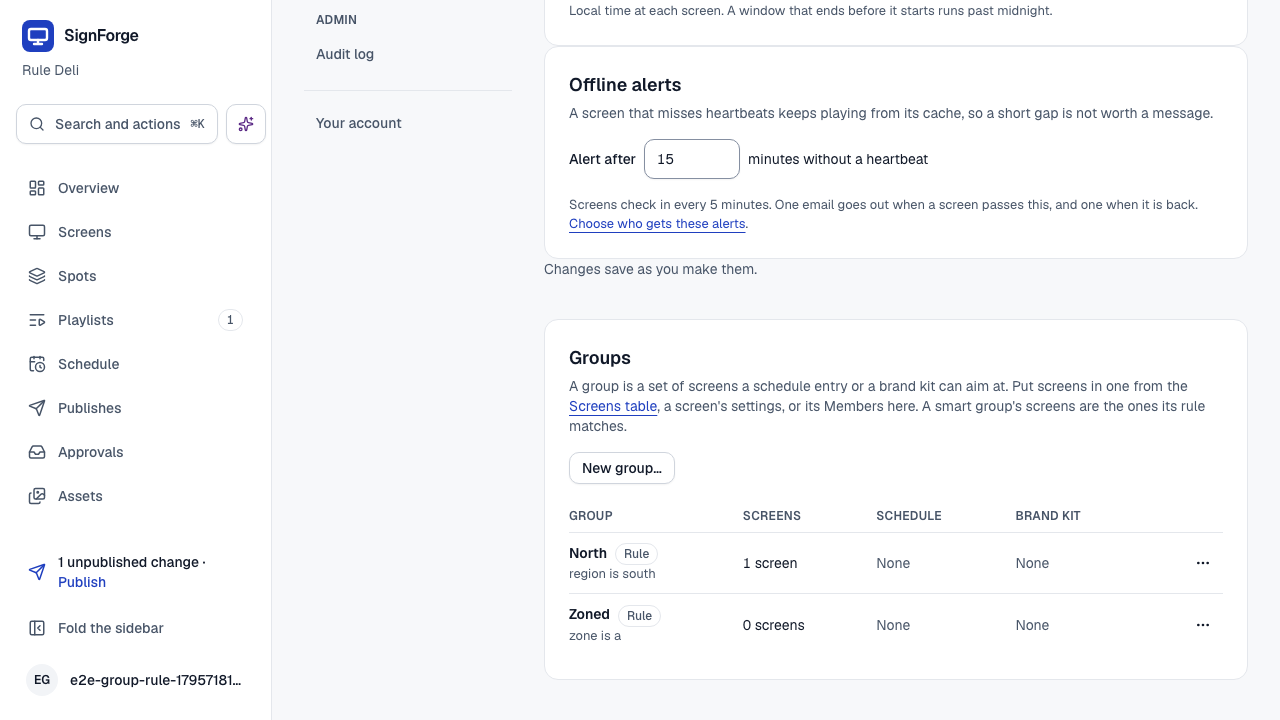 SignForge
Rule Deli
Search and actions ⌘K
Overview
Screens
Spots
Playlists 1
Schedule
Publishes
Approvals
Assets
1 unpublished change ·
Publish
Fold the sidebar
EG e2e-group-rule-17957181…
ADMIN
Audit log
Your account
Local time at each screen. A window that ends before it starts runs past midnight.
Offline alerts
A screen that misses heartbeats keeps playing from its cache, so a short gap is not worth a message.
Alert after 15 minutes without a heartbeat
Screens check in every 5 minutes. One email goes out when a screen passes this, and one when it is back.
Choose who gets these alerts.
Changes save as you make them.
Groups
A group is a set of screens a schedule entry or a brand kit can aim at. Put screens in one from the
Screens table, a screen's settings, or its Members here. A smart group's screens are the ones its rule
matches.
New group…
GROUP SCREENS SCHEDULE BRAND KIT
North Rule 1 screen None None
region is south
Zoned Rule 0 screens None None
zone is a